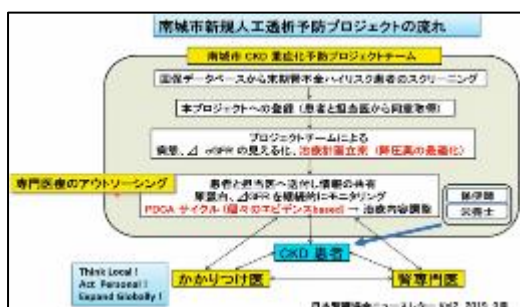 南城市新規人工透析予防プロジェクトの流れ
南城市 CKD 重症化予防プロジェクトチーム
国保データベースから末期腎不全ハイリスク患者のスクリーニング
本プロジェクトへの登録(患者と担当医から同意取得)
プロジェクトチームによる
病態、⊿ eGFR の見える化、治療計画立案(降圧薬の最適化)
専門医療のアウトソーシング
患者と担当医へ送付し情報の共有
尿蛋白、⊿GFR を継続的にモニタリング
PDCA サイクル(個々のエビデンスbased) → 治療内容調整
保健師
栄養士
CKD 患者
かかりつけ医
腎専門医
Think Local!
Act Personal!
Expand Globally!